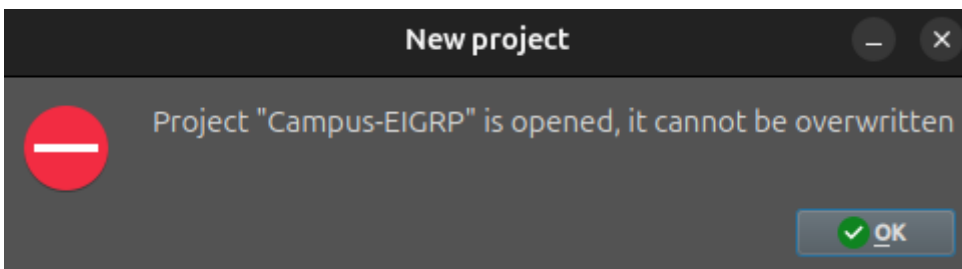 New project
Project "Campus-EIGRP" is opened, it cannot be overwritten
OK